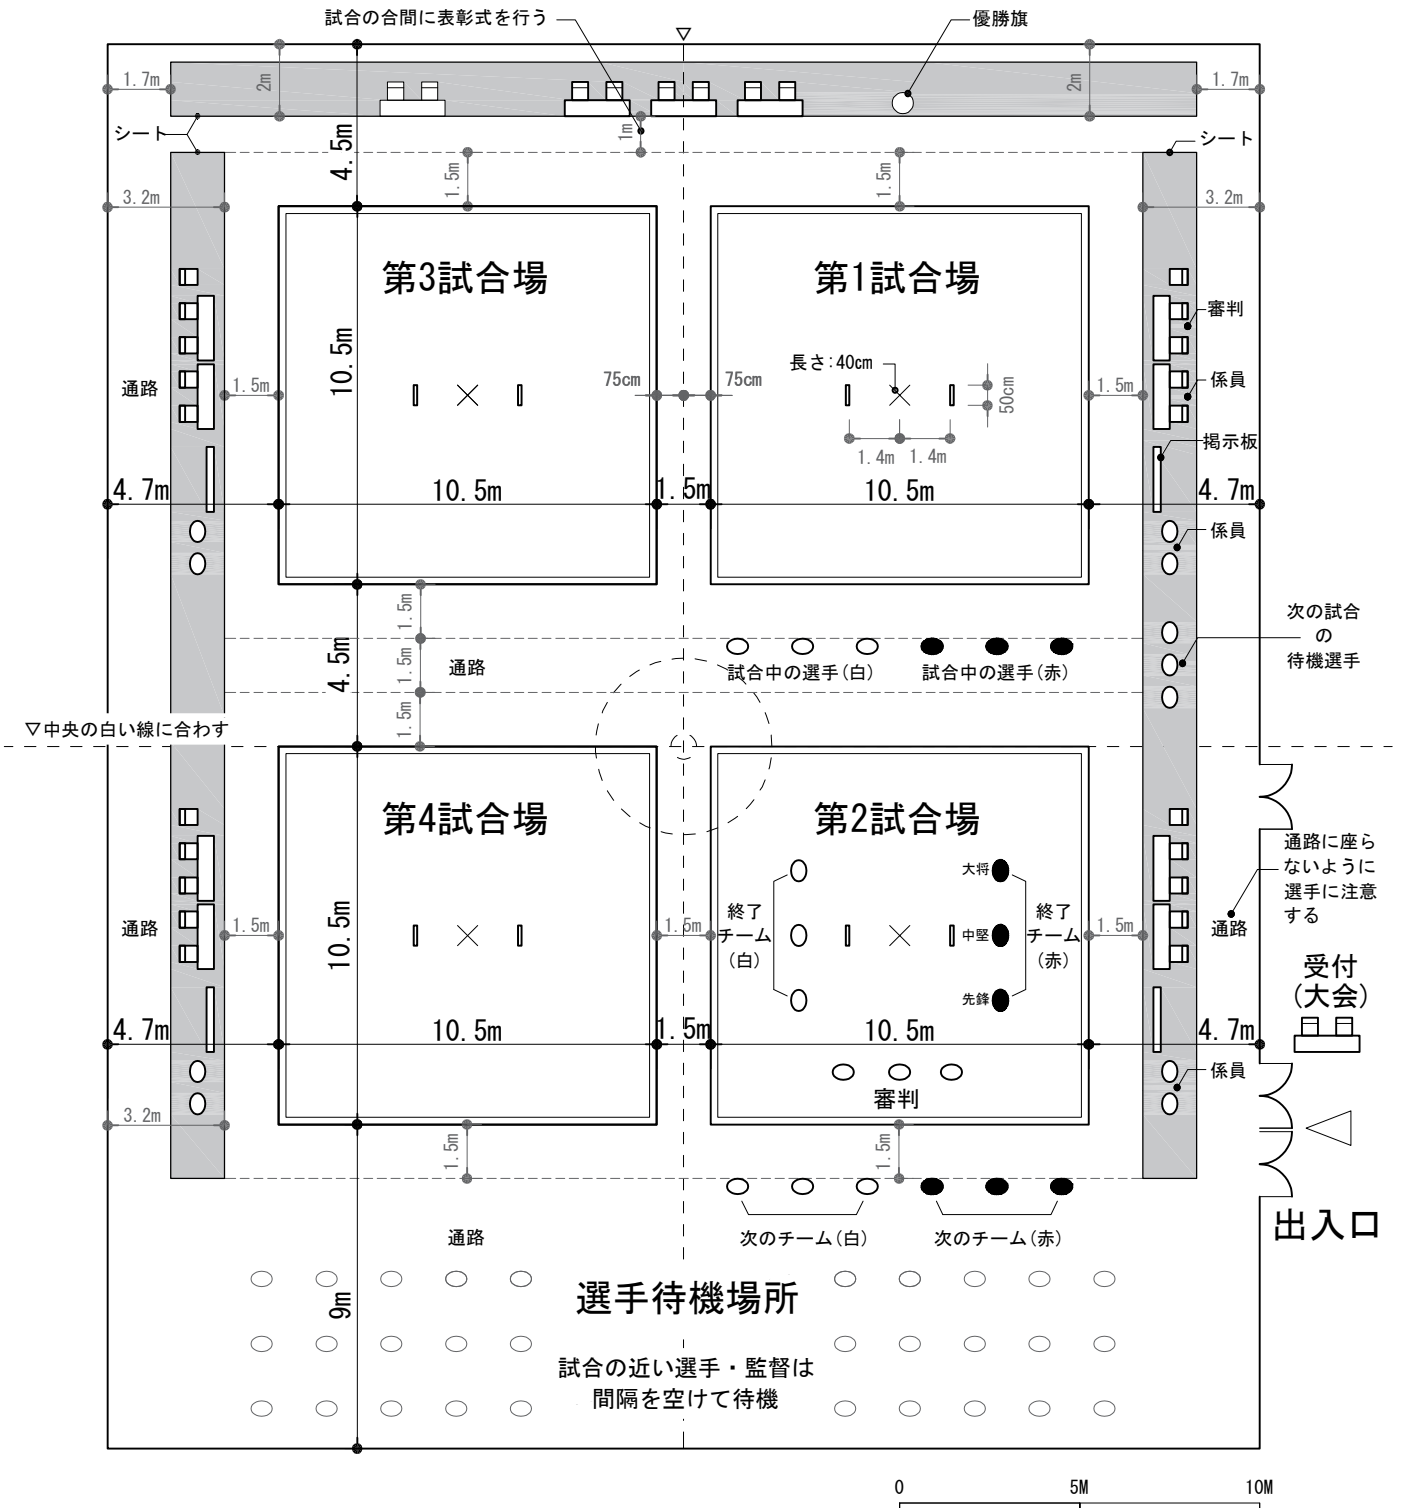 試合の合間に表彰式を行う
優勝旗
▽
1.7m
2m
2m
1.7m
シート
4.5m
1m
シート
3.2m
1.5m
1.5m
3.2m
第3試合場
第1試合場
審判
10.5m
長さ:40cm
通路
1.5m
75cm
75cm
50cm
1.5m
係員
掲示板
1.4m
1.4m
4.7m
10.5m
1.5m
10.5m
4.7m
係員
1.5m
次の試合
の
待機選手
4.5m
1.5m
通路
試合中の選手(白)
試合中の選手(赤)
1.5m
▽中央の白い線に合わす
第4試合場
第2試合場
通路に座ら
ないように
選手に注意
する
大将
10.5m
終了
チーム
(白)
中堅
終了
チーム
(赤)
通路
1.5m
1.5m
1.5m
通路
受付
(大会)
先鋒
4.7m
10.5m
1.5m
10.5m
4.7m
係員
審判
3.2m
1.5m
1.5m
出入口
通路
次のチーム(白)
次のチーム(赤)
選手待機場所
9m
試合の近い選手・監督は
間隔を空けて待機
0
5M
10M